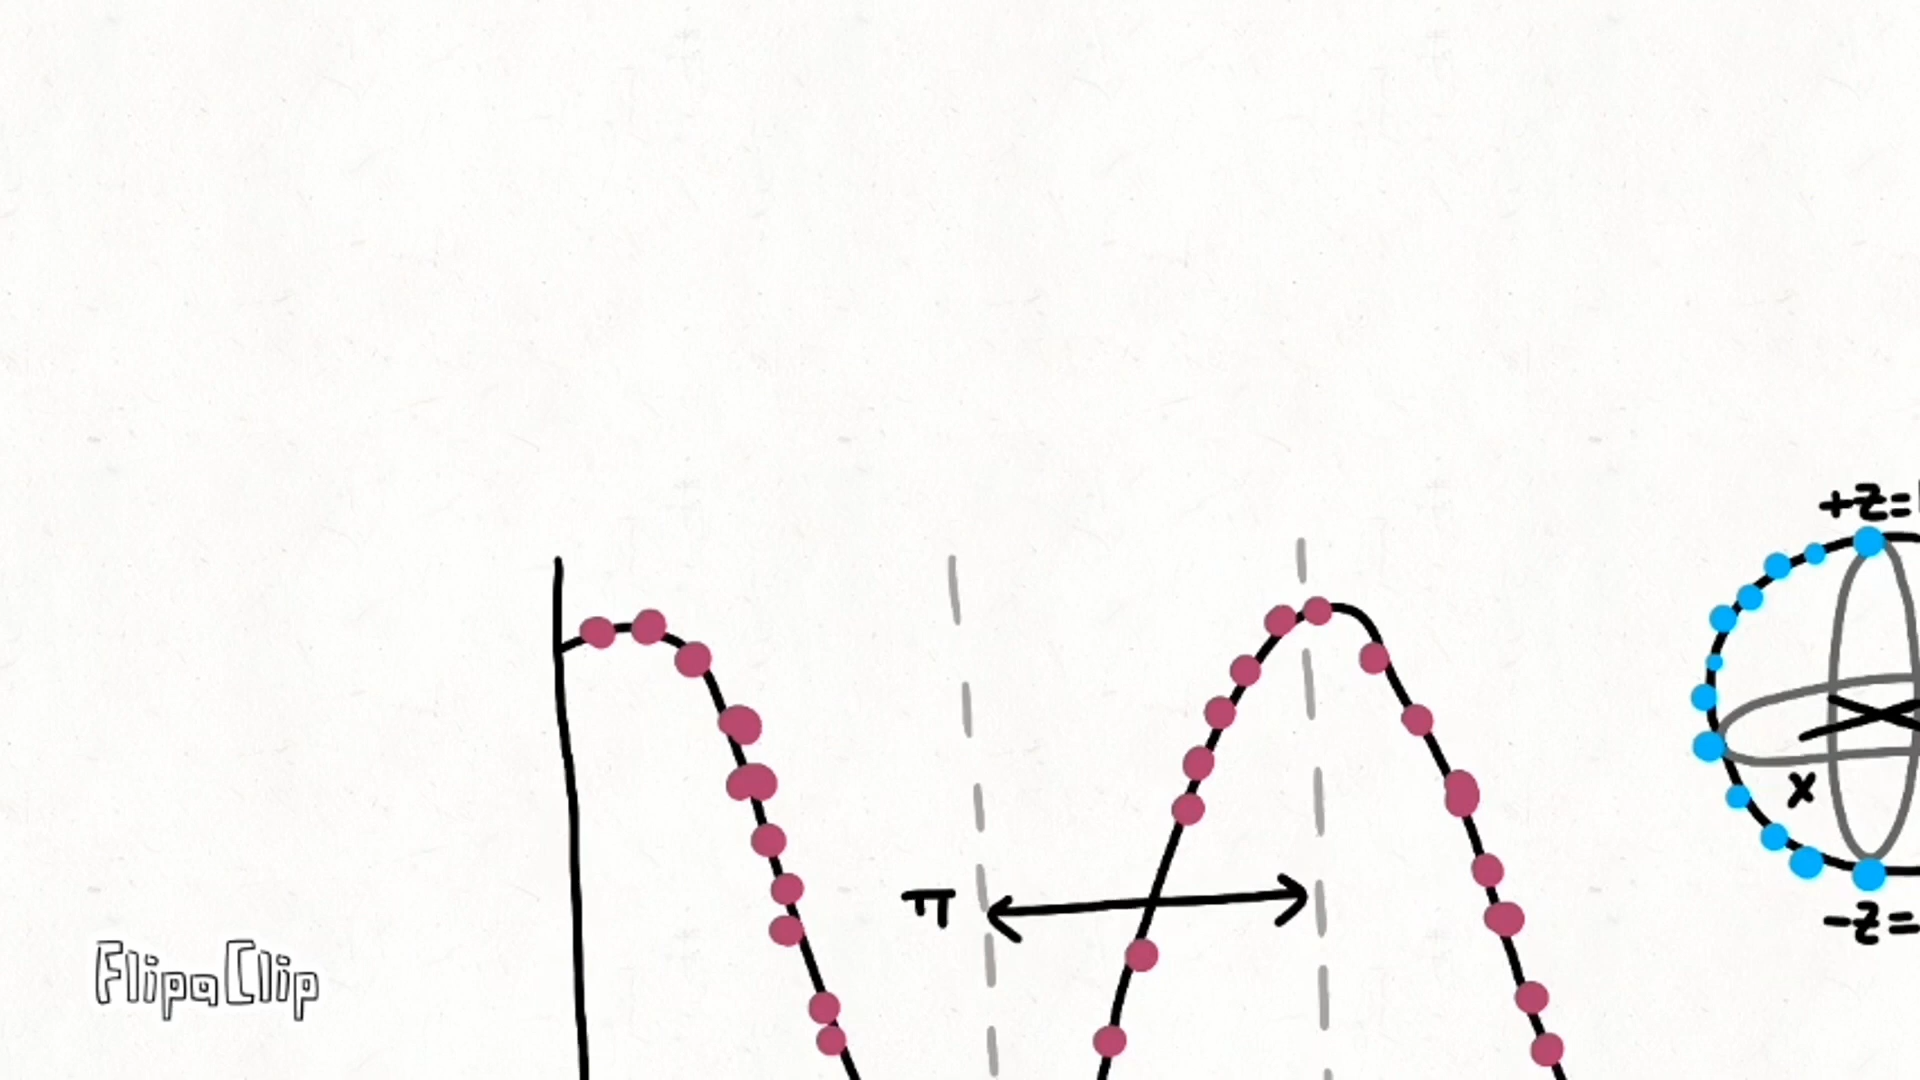 +z=
π
x
-z=
FlipaClip